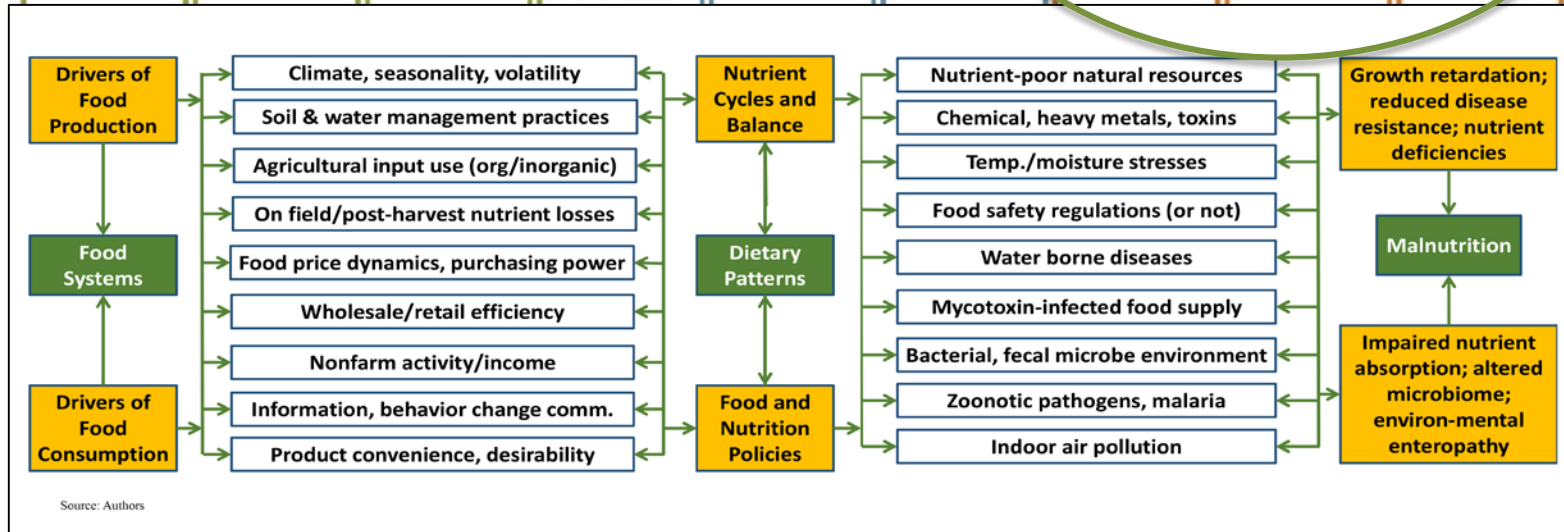 Drivers of
Food
Production
Food
Systems
Drivers of
Food
Consumption
Climate, seasonality, volatility
Soil & water management practices
Agricultural input use (org/inorganic)
On field/post-harvest nutrient losses
Food price dynamics, purchasing power
Wholesale/retail efficiency
Nonfarm activity/income
Information, behavior change comm.
Product convenience, desirability
Nutrient
Cycles and
Balance
Dietary
Patterns
Food and
Nutrition
Policies
Nutrient-poor natural resources
Chemical, heavy metals, toxins
Temp./moisture stresses
Food safety regulations (or not)
Water borne diseases
Mycotoxin-infected food supply
Bacterial, fecal microbe environment
Zoonotic pathogens, malaria
Indoor air pollution
Growth retardation;
reduced disease
resistance; nutrient
deficiencies
Malnutrition
Impaired nutrient
absorption; altered
microbiome;
environ-mental
enteropathy
Source: Authors